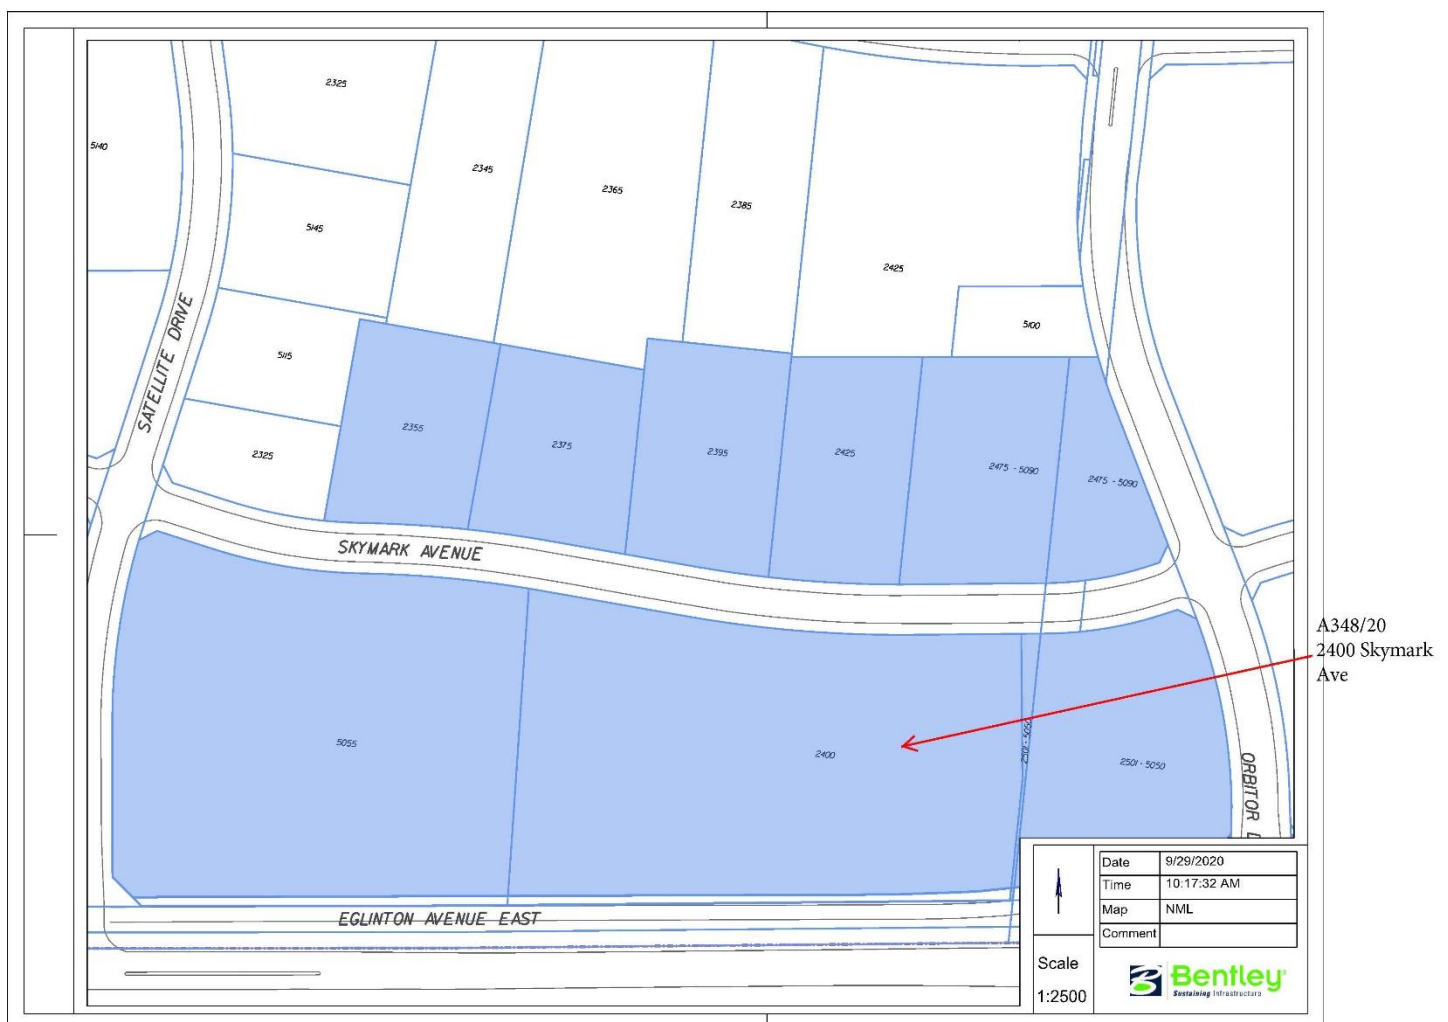 2325
5140
2345
2365
2385
5145
2425
5100
5115
SATELLITE DRIVE
2355
2375
2395
2425
2475 - 5090
2475 - 5090
2325
SKYMARK AVENUE
A348/20
2400 Skymark
Ave
5055
2400
2501 - 5050
2501 - 5050
ORBITOR D
EGLINTON AVENUE EAST
Date 9/29/2020
Time 10:17:32 AM
Map NML
Comment
Scale
1:2500
Bentley
Sustaining Infrastructure